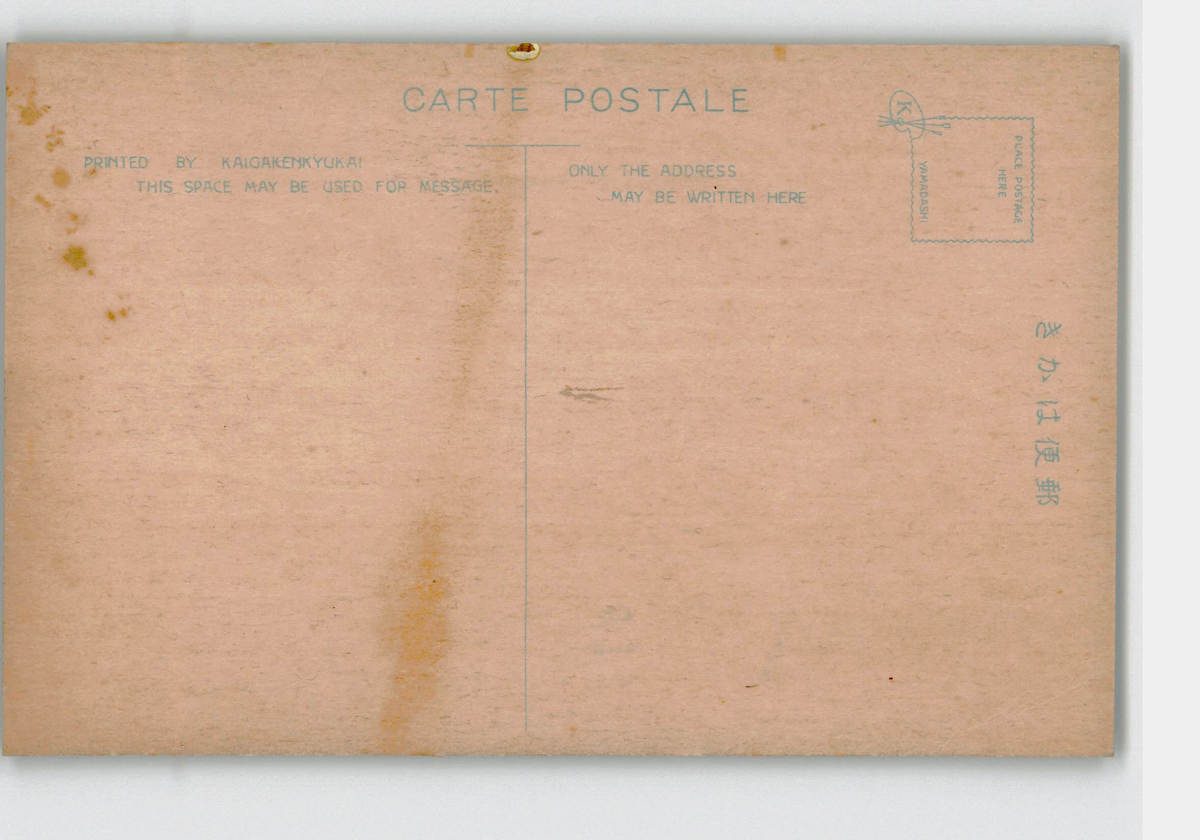 CARTE POSTALE
PRINTED BY KAIGAKENKYUKAI
THIS SPACE MAY BE USED FOR MESSAGE.
ONLY THE ADDRESS
MAY BE WRITTEN HERE
K
PLACE POSTAGE
HERE
YAMADASHI
きかは便郵